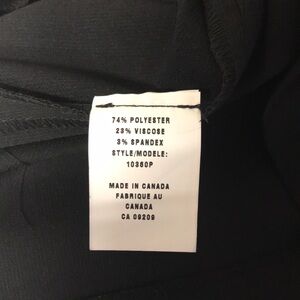 74% POLYESTER
23% VISCOSE
3% SPANDEX
STYLE/MODELE:
10360P
MADE IN CANADA
FABRIQUE AU
CANADA
CA 09209